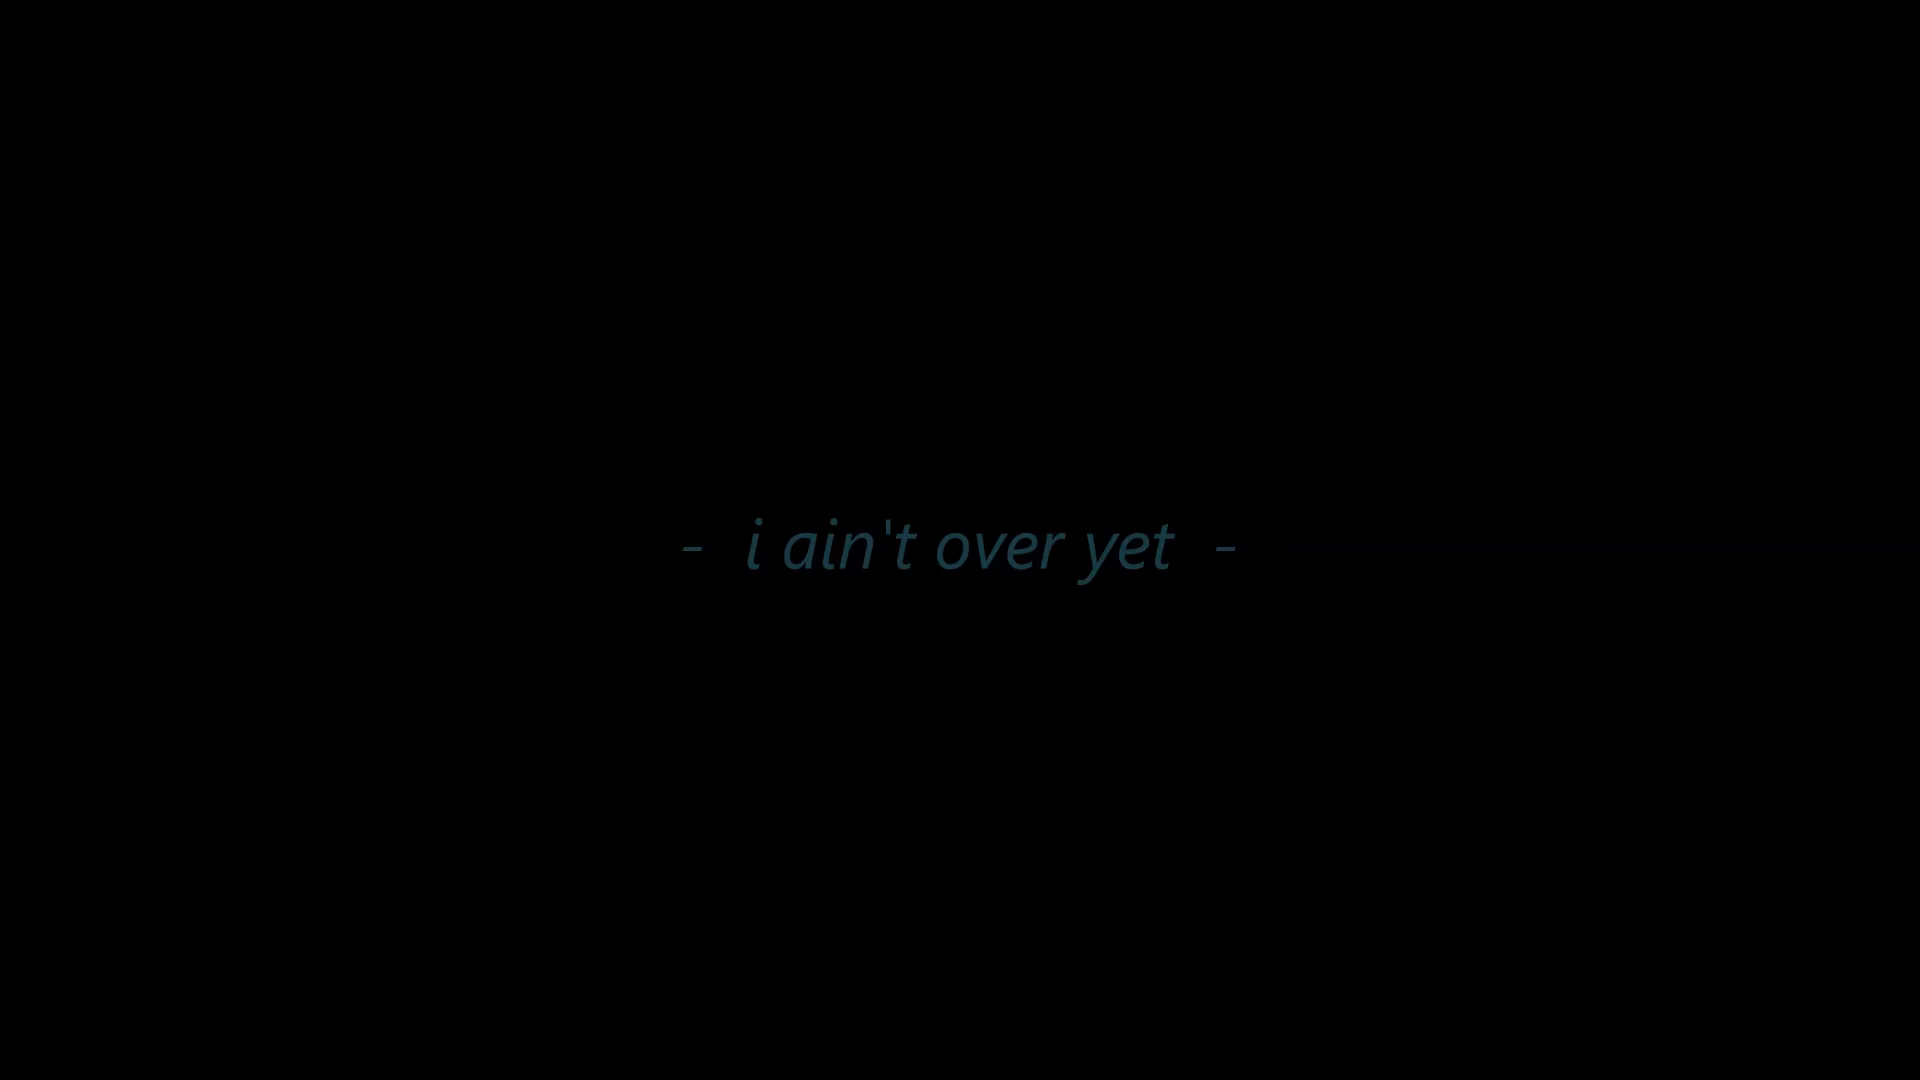 - i ain't over yet -